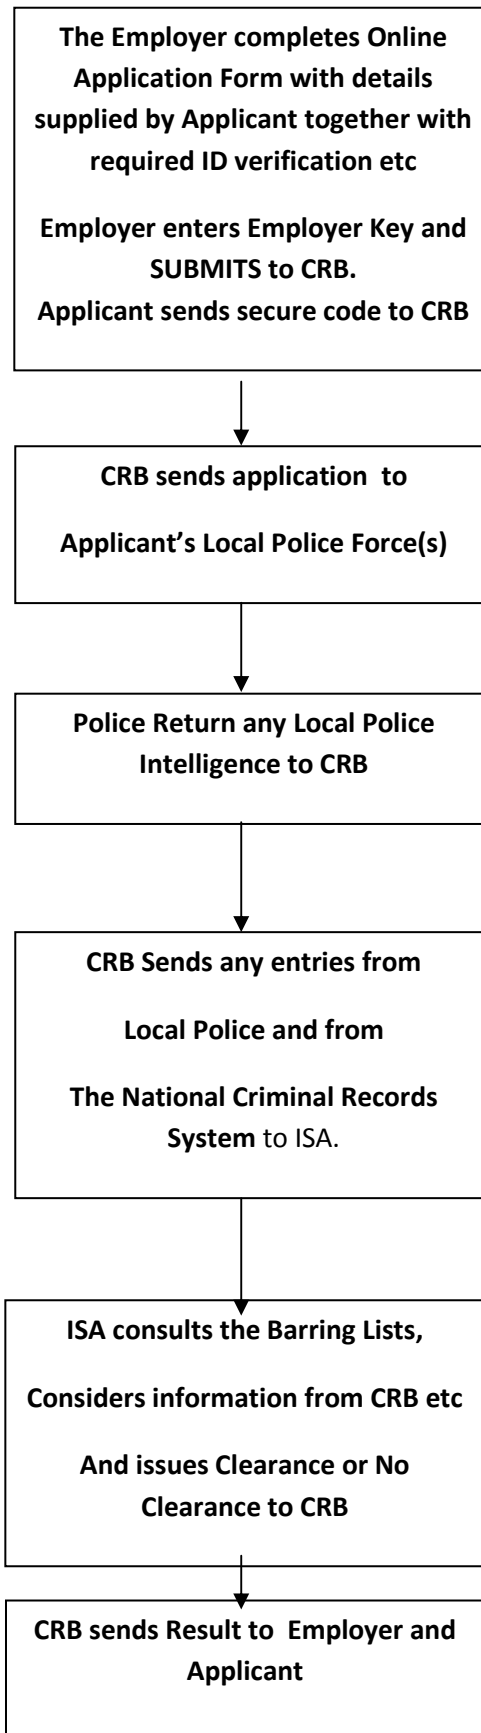 The Employer completes Online
Application Form with details
supplied by Applicant together with
required ID verification etc
Employer enters Employer Key and
SUBMITS to CRB.
Applicant sends secure code to CRB
CRB sends application to
Applicant’s Local Police Force(s)
Police Return any Local Police
Intelligence to CRB
CRB Sends any entries from
Local Police and from
The National Criminal Records
System to ISA.
ISA consults the Barring Lists,
Considers information from CRB etc
And issues Clearance or No
Clearance to CRB
CRB sends Result to Employer and
Applicant